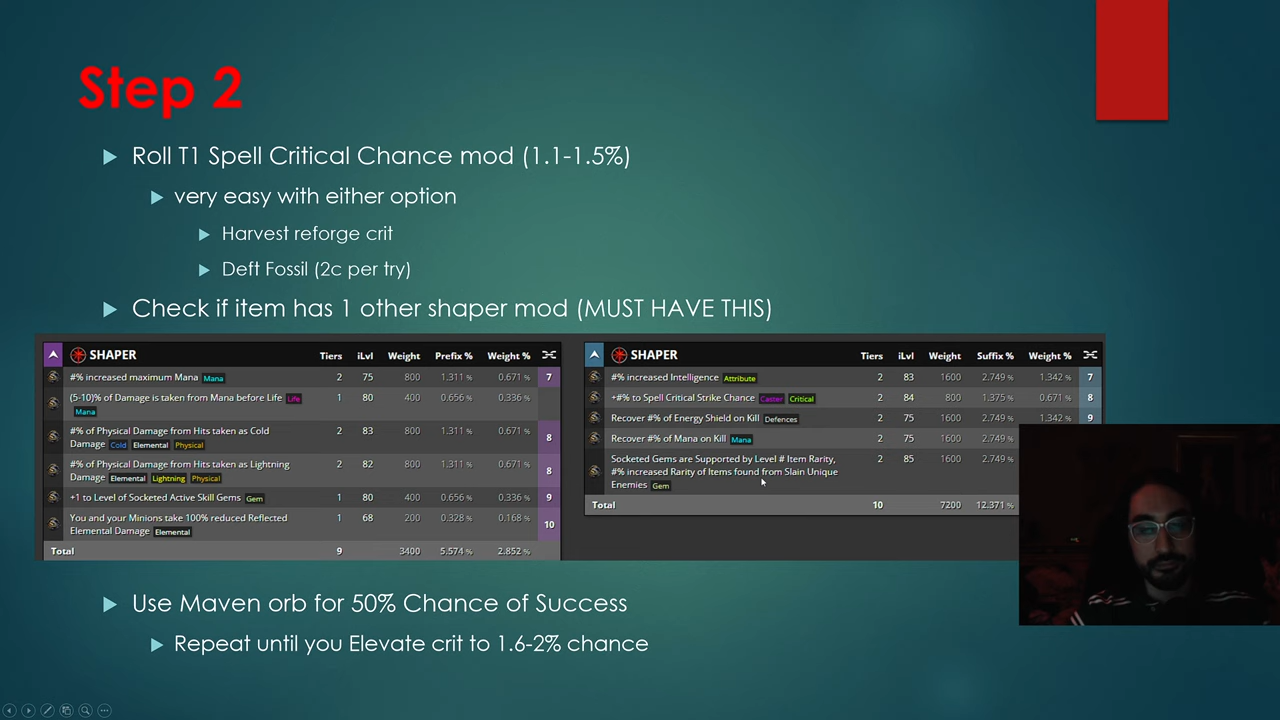 Step 2
Roll T1 Spell Critical Chance mod (1.1-1.5%)
very easy with either option
Harvest reforge crit
Deft Fossil (2c per try)
Check if item has 1 other shaper mod (MUST HAVE THIS)
SHAPER Tiers iLvl Weight Prefix % Weight %
#% increased maximum Mana Mana 2 75 800 1.311 % 0.671 % 7
(5-10)% of Damage is taken from Mana before Life Life 1 80 400 0.656 % 0.336 %
Mana
#% of Physical Damage from Hits taken as Cold 2 83 800 1.311 % 0.671 % 8
Damage Cold Elemental Physical
#% of Physical Damage from Hits taken as Lightning 2 82 800 1.311 % 0.671 % 8
Damage Elemental Lightning Physical
+1 to Level of Socketed Active Skill Gems Gem 1 80 400 0.656 % 0.336 % 9
You and your Minions take 100% reduced Reflected 1 68 200 0.328 % 0.168 % 10
Elemental Damage Elemental
Total 9 3400 5.574 % 2.852 %
SHAPER Tiers iLvl Weight Suffix % Weight %
#% increased Intelligence Attribute 2 83 1600 2.749 % 1.342 % 7
+#% to Spell Critical Strike Chance Caster Critical 2 84 800 1.375 % 0.671 % 8
Recover #% of Energy Shield on Kill Defences 2 75 1600 2.749 % 1.342 % 9
Recover #% of Mana on Kill Mana 2 75 1600 2.749 %
Socketed Gems are Supported by Level # Item Rarity, 2 85 1600 2.749 %
#% increased Rarity of Items found from Slain Unique
Enemies Gem
Total 10 7200 12.371 %
Use Maven orb for 50% Chance of Success
Repeat until you Elevate crit to 1.6-2% chance